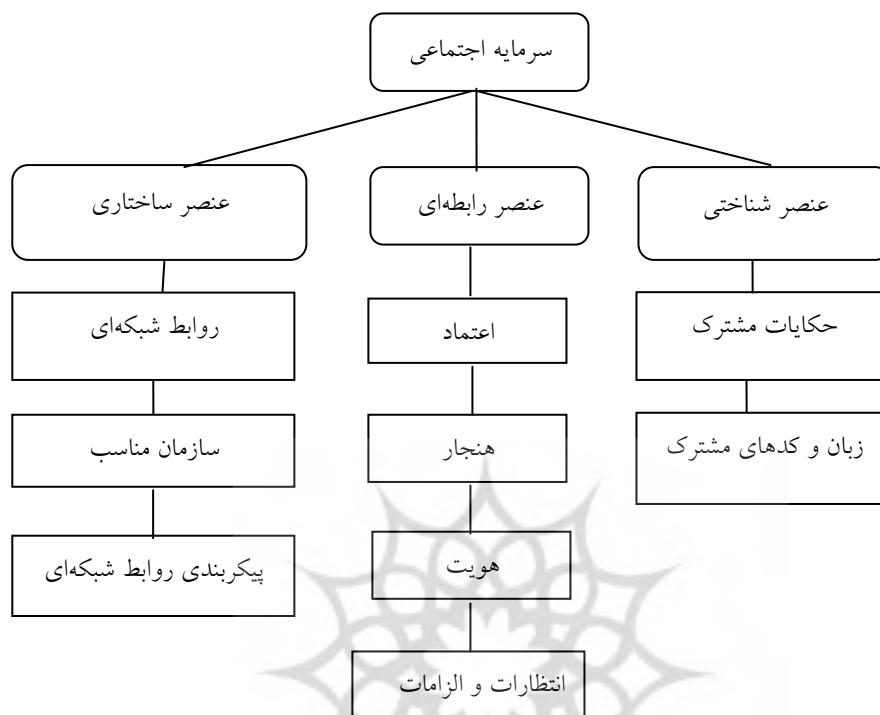 سرمایه اجتماعی
عنصر شناختی
حکایات مشترک
زبان و کدهای مشترک
عنصر رابطه‌ای
اعتماد
هنجار
هویت
انتظارات و الزامات
عنصر ساختاری
روابط شبکه‌ای
سازمان مناسب
پیکربندی روابط شبکه‌ای